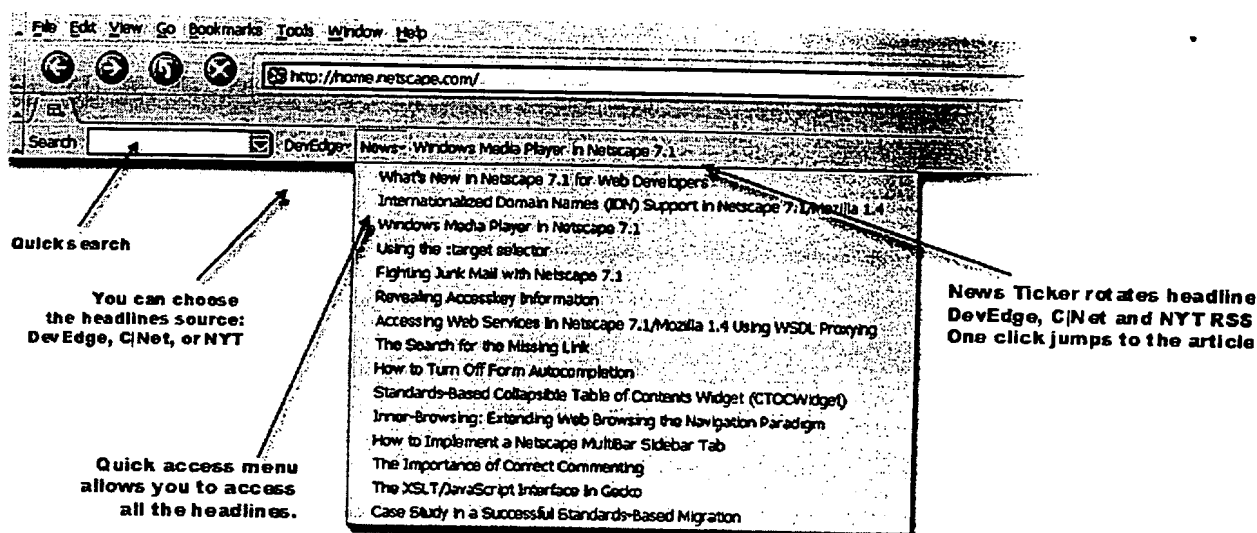 File Edit View Go Bookmarks Tools Window Help
http://home.netscape.com/
Search DevEdge News Windows Media Player in Netscape 7.1
What's New in Netscape 7.1 for Web Developers
Internationalized Domain Names (IDN) Support in Netscape 7.1/Mozilla 1.4
Windows Media Player in Netscape 7.1
Using the :target selector
Fighting Junk Mail with Netscape 7.1
Revealing Accesskey Information
Accessing Web Services in Netscape 7.1/Mozilla 1.4 Using WSDL Proxying
The Search for the Missing Link
How to Turn Off Form Autocompletion
Standards-Based Collapsible Table of Contents Widget (CTOCWidget)
Inner-Browsing: Extending Web Browsing the Navigation Paradigm
How to Implement a Netscape MultiBar Sidebar Tab
The Importance of Correct Commenting
The XSLT/JavaScript Interface In Gecko
Case Study in a Successful Standards-Based Migration
Quick search
You can choose
the headlines source:
DevEdge, C|Net, or NYT
Quick access menu
allows you to access
all the headlines.
News Ticker rotates headline
DevEdge, C|Net and NYT RSS
One click jumps to the article